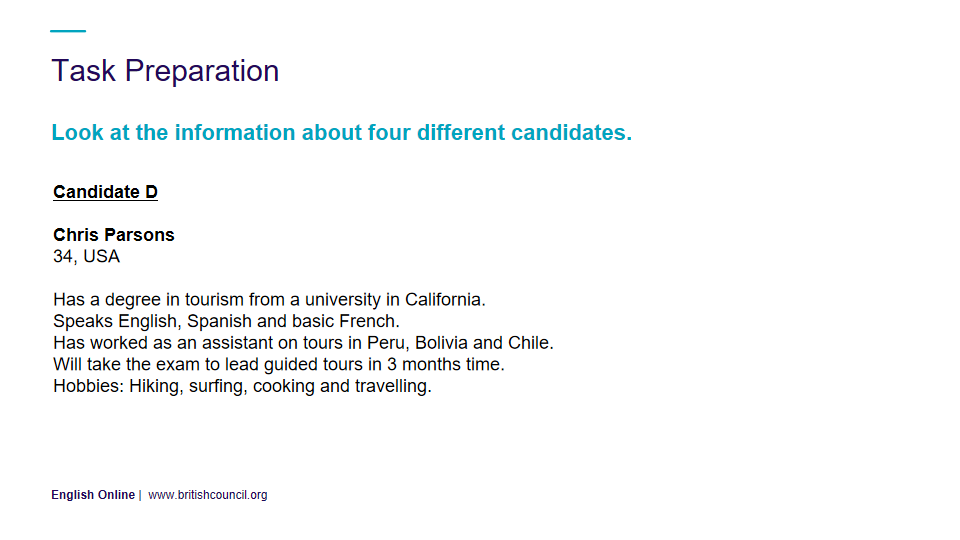 Task Preparation
Look at the information about four different candidates.
Candidate D
Chris Parsons
34, USA
Has a degree in tourism from a university in California.
Speaks English, Spanish and basic French.
Has worked as an assistant on tours in Peru, Bolivia and Chile.
Will take the exam to lead guided tours in 3 months time.
Hobbies: Hiking, surfing, cooking and travelling.
English Online | www.britishcouncil.org